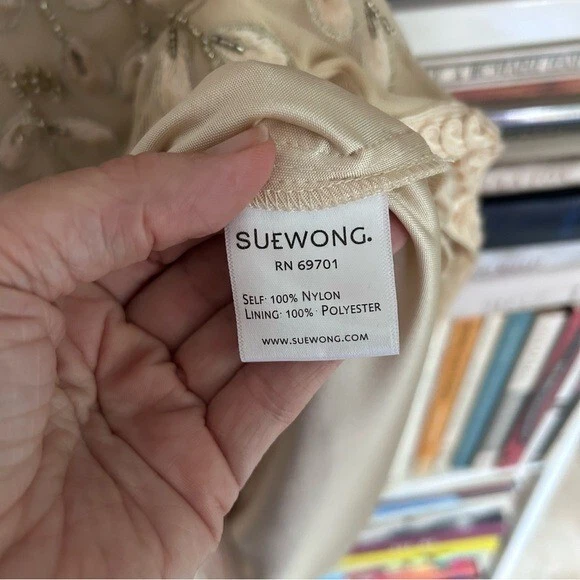 SUEWONG.
RN 69701
SELF: 100% NYLON
LINING: 100% POLYESTER
WWW.SUEWONG.COM